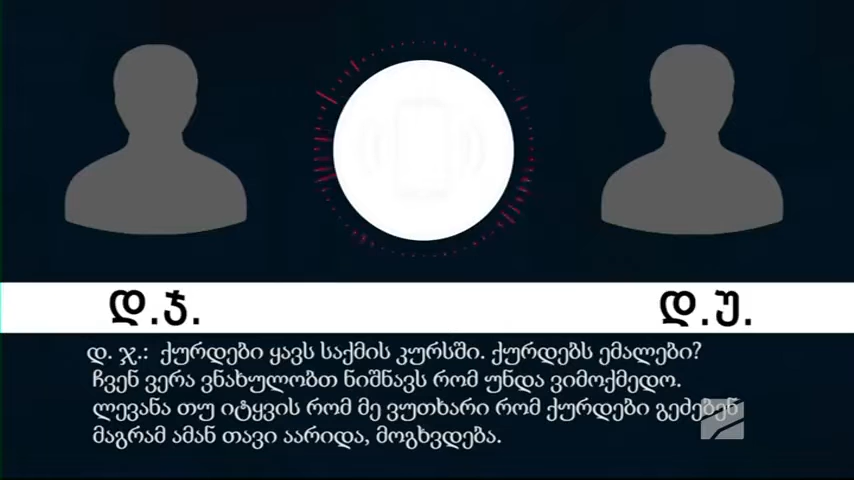 დ.ჯ.
დ.უ.
დ. ჯ.: ქურდები ყავს საქმის კურსში. ქურდებს ემალები?
ჩვენ ვერა ვნახულობთ ნიშნავს რომ უნდა ვიმოქმედო.
ლევანა თუ იტყვის რომ მე ვუთხარი რომ ქურდები გეძებენ
მაგრამ ამან თავი აარიდა, მოგხვდება.